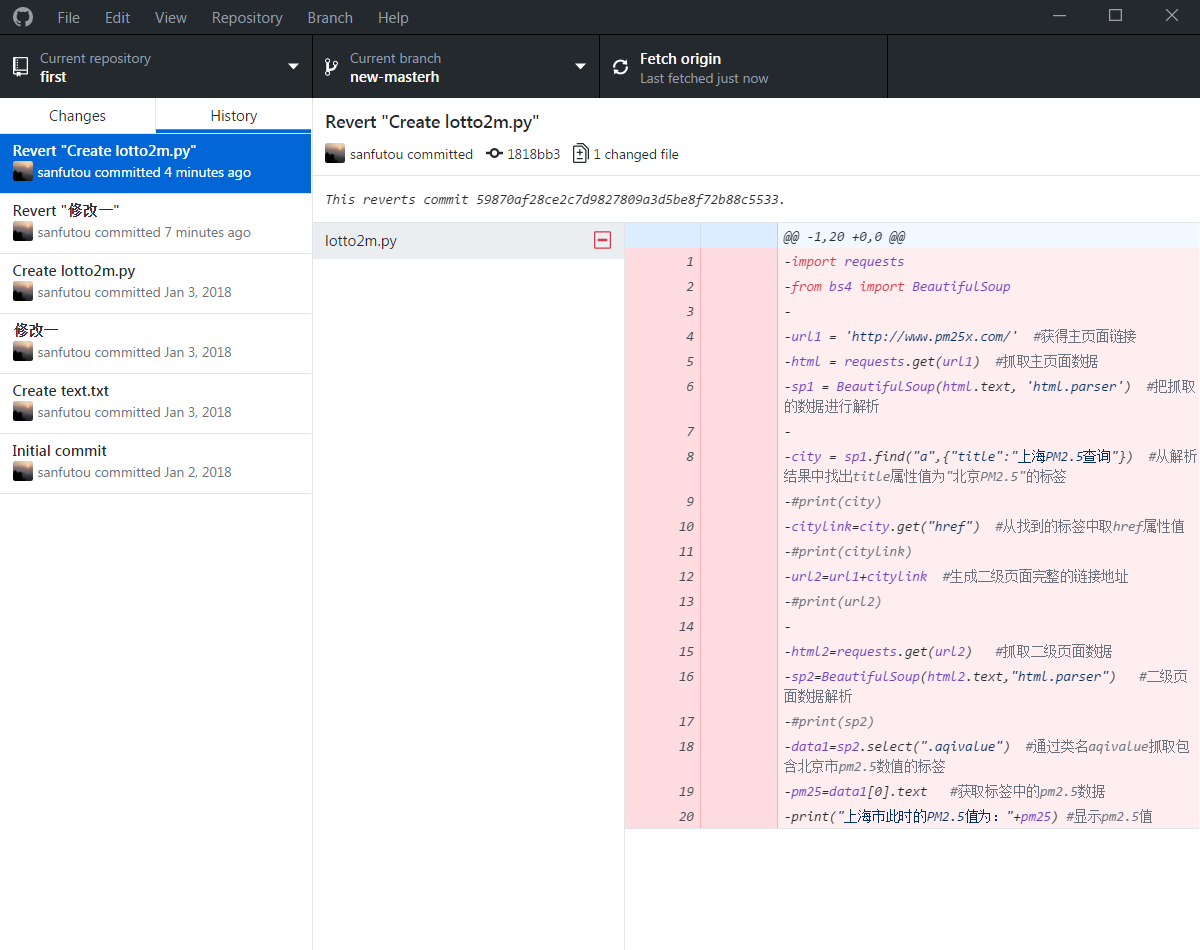 File Edit View Repository Branch Help
Current repository
first
Current branch
new-masterh
Fetch origin
Last fetched just now
Changes
History
Revert "Create lotto2m.py"
sanfutou committed 4 minutes ago
Revert "修改一"
sanfutou committed 7 minutes ago
Create lotto2m.py
sanfutou committed Jan 3, 2018
修改一
sanfutou committed Jan 3, 2018
Create text.txt
sanfutou committed Jan 3, 2018
Initial commit
sanfutou committed Jan 2, 2018
Revert "Create lotto2m.py"
sanfutou committed 1818bb3 1 changed file
This reverts commit 59870af28ce2c7d9827809a3d5be8f72b88c5533.
lotto2m.py
@@ -1,20 +0,0 @@
1 -import requests
2 -from bs4 import BeautifulSoup
3 -
4 -url1 = 'http://www.pm25x.com/'  #获得主页面链接
5 -html = requests.get(url1)  #抓取主页面数据
6 -sp1 = BeautifulSoup(html.text, 'html.parser')  #把抓取
的数据进行解析
7 -
8 -city = sp1.find("a",{"title":"上海PM2.5查询"})  #从解析
结果中找出title属性值为"北京PM2.5"的标签
9 -#print(city)
10 -citylink=city.get("href")  #从找到的标签中取href属性值
11 -#print(citylink)
12 -url2=url1+citylink  #生成二级页面完整的链接地址
13 -#print(url2)
14 -
15 -html2=requests.get(url2)   #抓取二级页面数据
16 -sp2=BeautifulSoup(html2.text,"html.parser")   #二级页
面数据解析
17 -#print(sp2)
18 -data1=sp2.select(".aqivalue")  #通过类名aqivalue抓取包
含北京市pm2.5数值的标签
19 -pm25=data1[0].text   #获取标签中的pm2.5数据
20 -print("上海市此时的PM2.5值为："+pm25) #显示pm2.5值